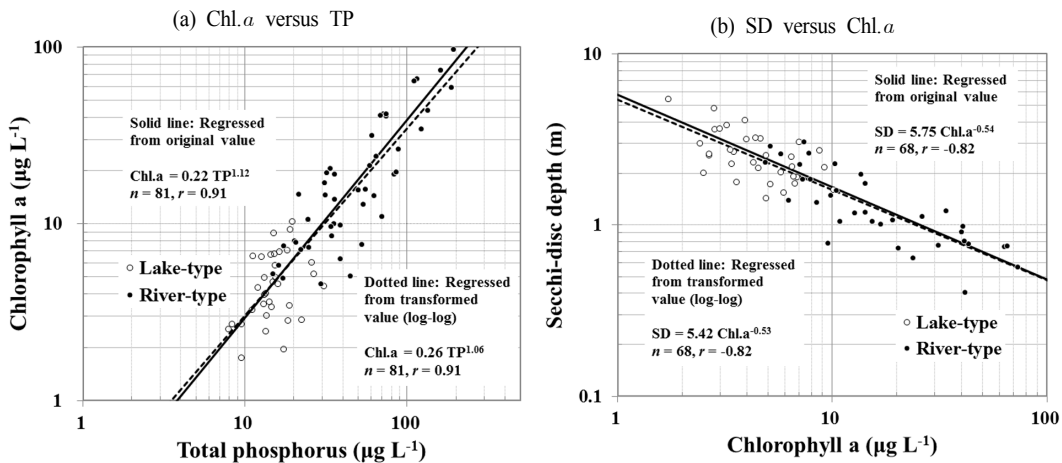 (a) Chl.a versus TP
100
10
1
Chlorophyll a (µg L-1)
Solid line: Regressed
from original value
Chl.a = 0.22 TP1.12
n = 81, r = 0.91
Lake-type
River-type
Dotted line: Regressed
from transformed
value (log-log)
Chl.a = 0.26 TP1.06
n = 81, r = 0.91
1
10
100
Total phosphorus (µg L-1)
(b) SD versus Chl.a
10
1
0.1
Secchi-disc depth (m)
Solid line: Regressed
from original value
SD = 5.75 Chl.a-0.54
n = 68, r = -0.82
Dotted line: Regressed
from transformed
value (log-log)
SD = 5.42 Chl.a-0.53
n = 68, r = -0.82
Lake-type
River-type
1
10
100
Chlorophyll a (µg L-1)